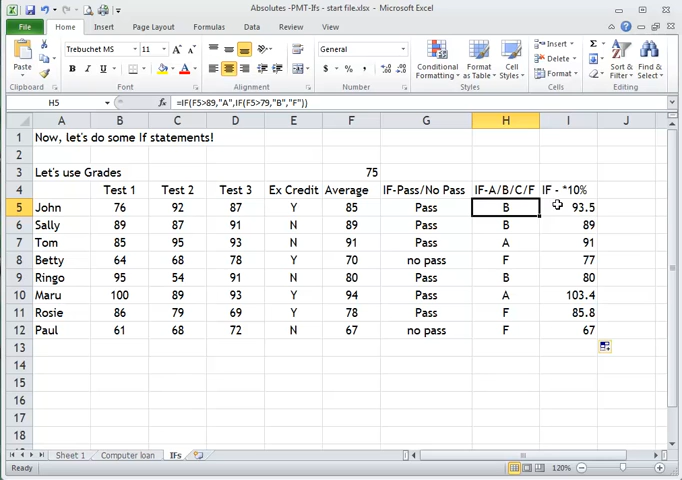 Absolutes -PMT-Ifs - start file.xlsx - Microsoft Excel
File Home Insert Page Layout Formulas Data Review View
Trebuchet MS 11 A A General Insert Σ
Paste B I U A $ % , Conditional Formatting Format as Table Cell Styles Delete Format Sort & Filter Find & Select
Clipboard Font Alignment Number Styles Cells Editing
H5 fx =IF(F5>89,"A",IF(F5>79,"B","F"))
A B C D E F G H I J
1 Now, let's do some If statements!
2
3 Let's use Grades 75
4 Test 1 Test 2 Test 3 Ex Credit Average IF-Pass/No Pass IF-A/B/C/F IF - *10%
5 John 76 92 87 Y 85 Pass B 93.5
6 Sally 89 87 91 N 89 Pass B 89
7 Tom 85 95 93 N 91 Pass A 91
8 Betty 64 68 78 Y 70 no pass F 77
9 Ringo 95 54 91 N 80 Pass B 80
10 Maru 100 89 93 Y 94 Pass A 103.4
11 Rosie 86 79 69 Y 78 Pass F 85.8
12 Paul 61 68 72 N 67 no pass F 67
13
14
15
16
17
18
Sheet 1 Computer loan IFs
Ready 120%